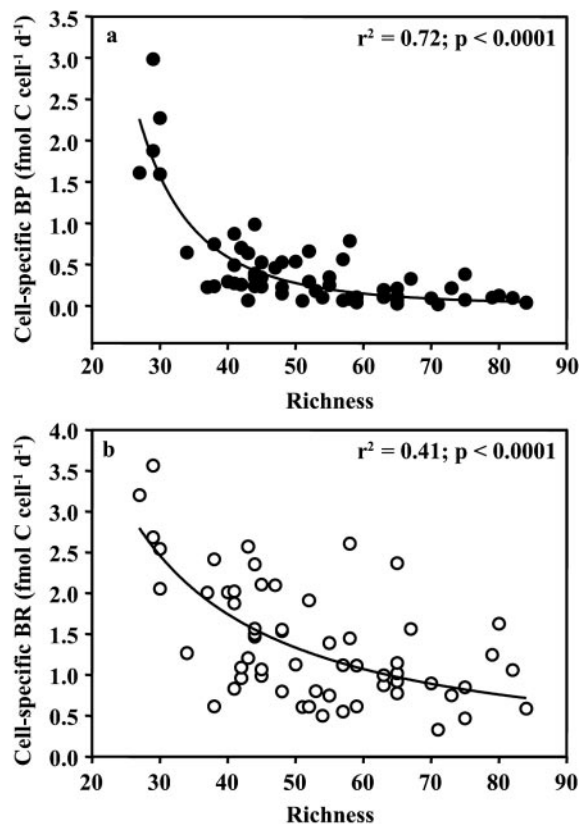 a
r² = 0.72; p < 0.0001
Cell-specific BP (fmol C cell⁻¹ d⁻¹)
3.5
3.0
2.5
2.0
1.5
1.0
0.5
0.0
20 30 40 50 60 70 80 90
Richness
b
r² = 0.41; p < 0.0001
Cell-specific BR (fmol C cell⁻¹ d⁻¹)
4.0
3.5
3.0
2.5
2.0
1.5
1.0
0.5
0.0
20 30 40 50 60 70 80 90
Richness